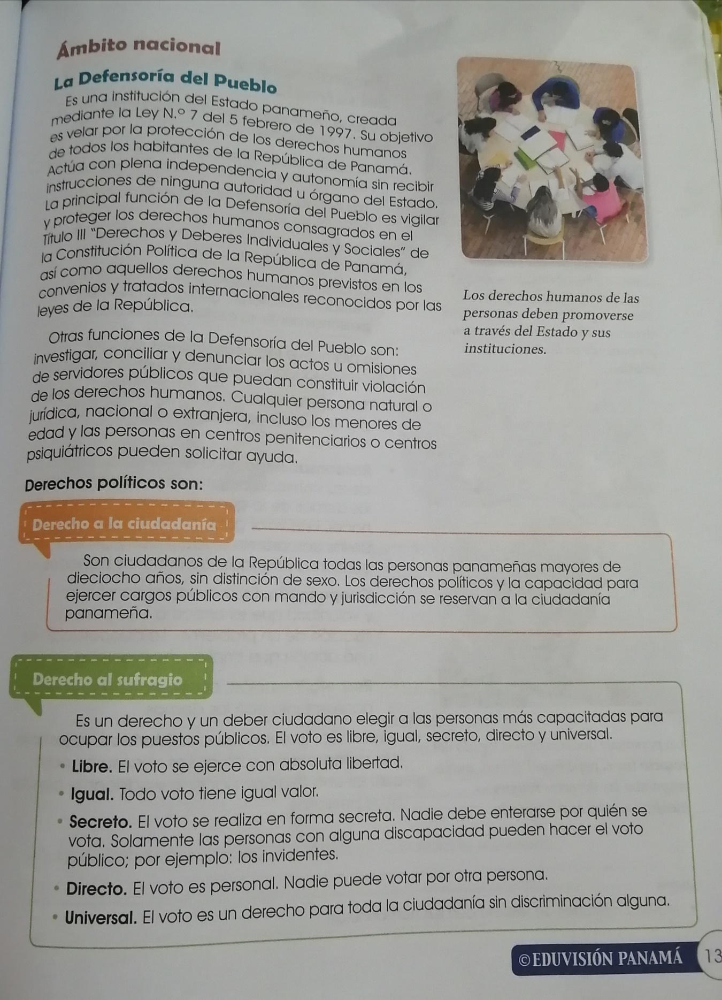 Ámbito nacional
La Defensoría del Pueblo
Es una institución del Estado panameño, creada
mediante la Ley N.º 7 del 5 febrero de 1997. Su objetivo
es velar por la protección de los derechos humanos
de todos los habitantes de la República de Panamá.
Actúa con plena independencia y autonomía sin recibir
instrucciones de ninguna autoridad u órgano del Estado.
La principal función de la Defensoría del Pueblo es vigilar
y proteger los derechos humanos consagrados en el
Título III “Derechos y Deberes Individuales y Sociales” de
la Constitución Política de la República de Panamá,
así como aquellos derechos humanos previstos en los
convenios y tratados internacionales reconocidos por las
leyes de la República.
Los derechos humanos de las
personas deben promoverse
a través del Estado y sus
instituciones.
Otras funciones de la Defensoría del Pueblo son:
investigar, conciliar y denunciar los actos u omisiones
de servidores públicos que puedan constituir violación
de los derechos humanos. Cualquier persona natural o
jurídica, nacional o extranjera, incluso los menores de
edad y las personas en centros penitenciarios o centros
psiquiátricos pueden solicitar ayuda.
Derechos políticos son:
Derecho a la ciudadanía
Son ciudadanos de la República todas las personas panameñas mayores de
dieciocho años, sin distinción de sexo. Los derechos políticos y la capacidad para
ejercer cargos públicos con mando y jurisdicción se reservan a la ciudadanía
panameña.
Derecho al sufragio
Es un derecho y un deber ciudadano elegir a las personas más capacitadas para
ocupar los puestos públicos. El voto es libre, igual, secreto, directo y universal.
• Libre. El voto se ejerce con absoluta libertad.
• Igual. Todo voto tiene igual valor.
• Secreto. El voto se realiza en forma secreta. Nadie debe enterarse por quién se
vota. Solamente las personas con alguna discapacidad pueden hacer el voto
público; por ejemplo: los invidentes.
• Directo. El voto es personal. Nadie puede votar por otra persona.
• Universal. El voto es un derecho para toda la ciudadanía sin discriminación alguna.
©EDUVISIÓN PANAMÁ